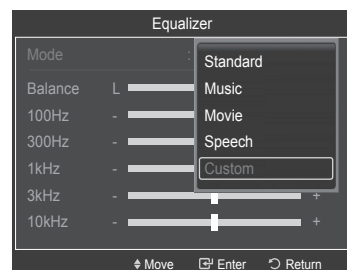 Equalizer
Mode :
Standard
Music
Movie
Speech
Custom
Balance L
100Hz -
300Hz -
1kHz -
3kHz - +
10kHz - +
Move Enter Return